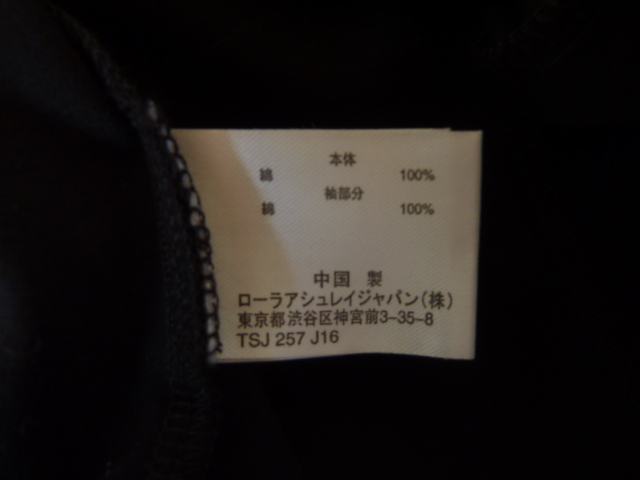 本体
綿 100%
袖部分
綿 100%
中国 製
ローラアシュレイジャパン(株)
東京都渋谷区神宮前3-35-8
TSJ 257 J16